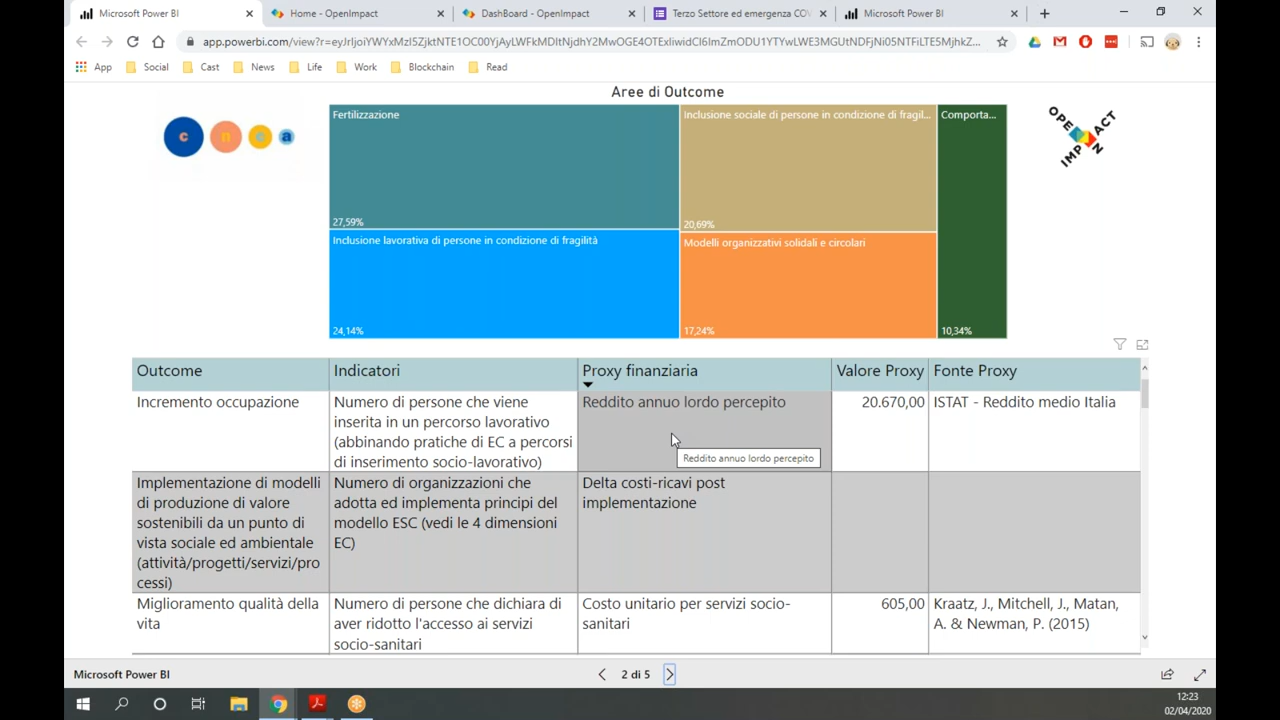 Microsoft Power BI
Home - OpenImpact
DashBoard - OpenImpact
Terzo Settore ed emergenza COV
Microsoft Power BI
App
Social
Cast
News
Life
Work
Blockchain
Read
Aree di Outcome
c n c a
OPEN IMPACT
Fertilizzazione
27,59%
Inclusione sociale di persone in condizione di fragil...
20,69%
Comporta...
10,34%
Inclusione lavorativa di persone in condizione di fragilità
24,14%
Modelli organizzativi solidali e circolari
17,24%
Outcome
Indicatori
Proxy finanziaria
Valore Proxy
Fonte Proxy
Incremento occupazione
Numero di persone che viene
inserita in un percorso lavorativo
(abbinando pratiche di EC a percorsi
di inserimento socio-lavorativo)
Reddito annuo lordo percepito
Reddito annuo lordo percepito
20.670,00
ISTAT - Reddito medio Italia
Implementazione di modelli
di produzione di valore
sostenibili da un punto di
vista sociale ed ambientale
(attività/progetti/servizi/pro
cessi)
Numero di organizzazioni che
adotta ed implementa principi del
modello ESC (vedi le 4 dimensioni
EC)
Delta costi-ricavi post
implementazione
Miglioramento qualità della
vita
Numero di persone che dichiara di
aver ridotto l'accesso ai servizi
socio-sanitari
Costo unitario per servizi socio-
sanitari
605,00
Kraatz, J., Mitchell, J., Matan,
A. & Newman, P. (2015)
Microsoft Power BI
2 di 5
12:23
02/04/2020